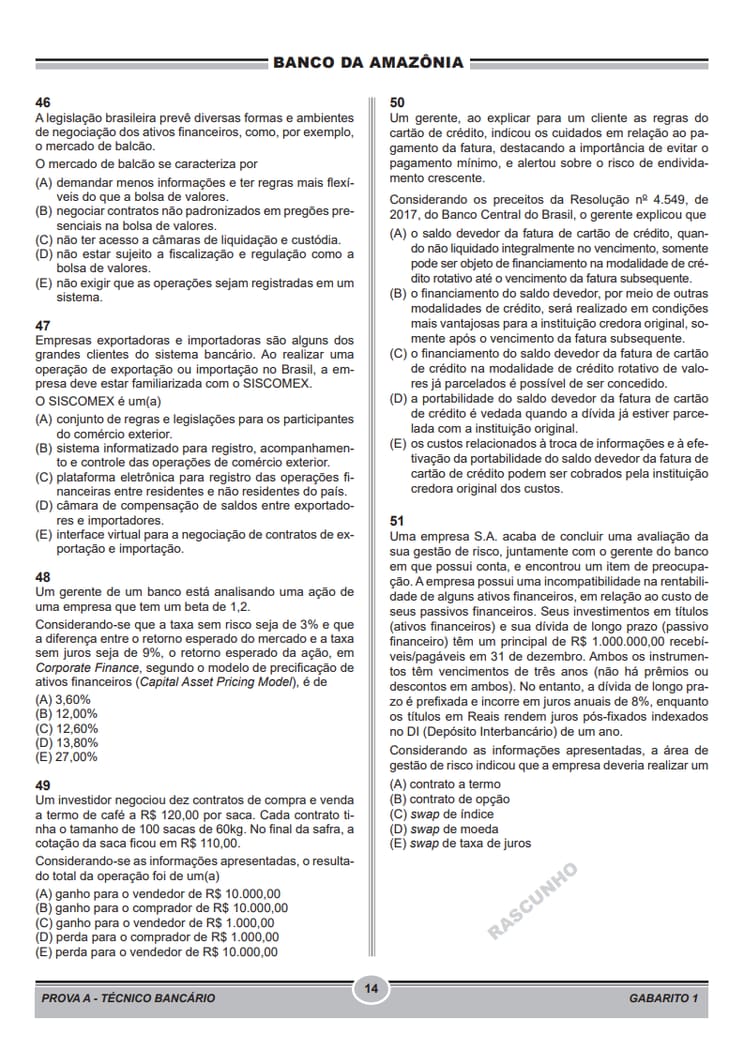 BANCO DA AMAZÔNIA
46
A legislação brasileira prevê diversas formas e ambientes
de negociação dos ativos financeiros, como, por exemplo,
o mercado de balcão.
O mercado de balcão se caracteriza por
(A) demandar menos informações e ter regras mais flexí-
veis do que a bolsa de valores.
(B) negociar contratos não padronizados em pregões pre-
senciais na bolsa de valores.
(C) não ter acesso a câmaras de liquidação e custódia.
(D) não estar sujeito a fiscalização e regulação como a
bolsa de valores.
(E) não exigir que as operações sejam registradas em um
sistema.
47
Empresas exportadoras e importadoras são alguns dos
grandes clientes do sistema bancário. Ao realizar uma
operação de exportação ou importação no Brasil, a em-
presa deve estar familiarizada com o SISCOMEX.
O SISCOMEX é um(a)
(A) conjunto de regras e legislações para os participantes
do comércio exterior.
(B) sistema informatizado para registro, acompanhamen-
to e controle das operações de comércio exterior.
(C) plataforma eletrônica para registro das operações fi-
nanceiras entre residentes e não residentes do país.
(D) câmara de compensação de saldos entre exportado-
res e importadores.
(E) interface virtual para a negociação de contratos de ex-
portação e importação.
48
Um gerente de um banco está analisando uma ação de
uma empresa que tem um beta de 1,2.
Considerando-se que a taxa sem risco seja de 3% e que
a diferença entre o retorno esperado do mercado e a taxa
sem juros seja de 9%, o retorno esperado da ação, em
Corporate Finance, segundo o modelo de precificação de
ativos financeiros (Capital Asset Pricing Model), é de
(A) 3,60%
(B) 12,00%
(C) 12,60%
(D) 13,80%
(E) 27,00%
49
Um investidor negociou dez contratos de compra e venda
a termo de café a R$ 120,00 por saca. Cada contrato ti-
nha o tamanho de 100 sacas de 60kg. No final da safra, a
cotação da saca ficou em R$ 110,00.
Considerando-se as informações apresentadas, o resulta-
do total da operação foi de um(a)
(A) ganho para o vendedor de R$ 10.000,00
(B) ganho para o comprador de R$ 10.000,00
(C) ganho para o vendedor de R$ 1.000,00
(D) perda para o comprador de R$ 1.000,00
(E) perda para o vendedor de R$ 10.000,00
50
Um gerente, ao explicar para um cliente as regras do
cartão de crédito, indicou os cuidados em relação ao pa-
gamento da fatura, destacando a importância de evitar o
pagamento mínimo, e alertou sobre o risco de endivida-
mento crescente.
Considerando os preceitos da Resolução nº 4.549, de
2017, do Banco Central do Brasil, o gerente explicou que
(A) o saldo devedor da fatura de cartão de crédito, quan-
do não liquidado integralmente no vencimento, somente
pode ser objeto de financiamento na modalidade de cré-
dito rotativo até o vencimento da fatura subsequente.
(B) o financiamento do saldo devedor, por meio de outras
modalidades de crédito, será realizado em condições
mais vantajosas para a instituição credora original, so-
mente após o vencimento da fatura subsequente.
(C) o financiamento do saldo devedor da fatura de cartão
de crédito na modalidade de crédito rotativo de valo-
res já parcelados é possível de ser concedido.
(D) a portabilidade do saldo devedor da fatura de cartão
de crédito é vedada quando a dívida já estiver parce-
lada com a instituição original.
(E) os custos relacionados à troca de informações e à efe-
tivação da portabilidade do saldo devedor da fatura de
cartão de crédito podem ser cobrados pela instituição
credora original dos custos.
51
Uma empresa S.A. acaba de concluir uma avaliação da
sua gestão de risco, juntamente com o gerente do banco
em que possui conta, e encontrou um item de preocupa-
ção. A empresa possui uma incompatibilidade na rentabili-
dade de alguns ativos financeiros, em relação ao custo de
seus passivos financeiros. Seus investimentos em títulos
(ativos financeiros) e sua dívida de longo prazo (passivo
financeiro) têm um principal de R$ 1.000.000,00 recebí-
veis/pagáveis em 31 de dezembro. Ambos os instrumen-
tos têm vencimentos de três anos (não há prêmios ou
descontos em ambos). No entanto, a dívida de longo pra-
zo é prefixada e incorre em juros anuais de 8%, enquanto
os títulos em Reais rendem juros pós-fixados indexados
no DI (Depósito Interbancário) de um ano.
Considerando as informações apresentadas, a área de
gestão de risco indicou que a empresa deveria realizar um
(A) contrato a termo
(B) contrato de opção
(C) swap de índice
(D) swap de moeda
(E) swap de taxa de juros
RASCUNHO
PROVA A - TÉCNICO BANCÁRIO
14
GABARITO 1